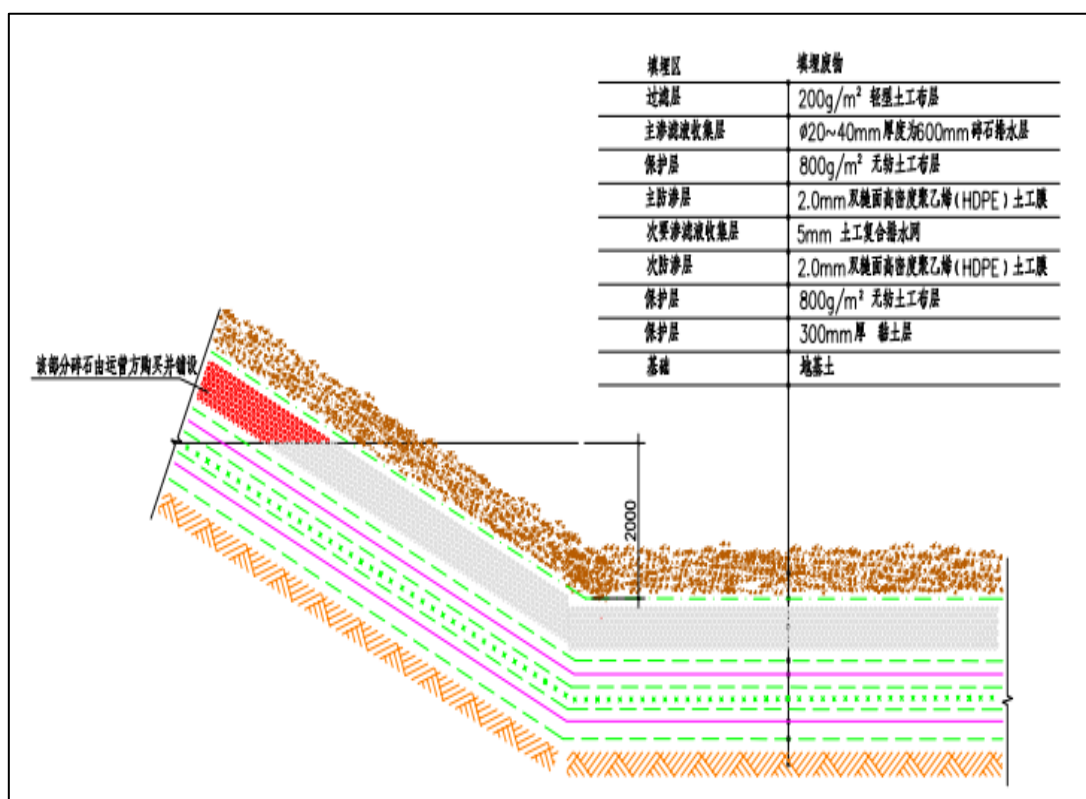 填埋区 填埋废物
过滤层 200g/m² 轻型土工布层
主渗滤液收集层 Ø20~40mm厚度为600mm 碎石排水层
保护层 800g/m² 无纺土工布层
主防渗层 2.0mm双糙面高密度聚乙烯(HDPE)土工膜
次要渗滤液收集层 5mm 土工复合排水网
次防渗层 2.0mm双糙面高密度聚乙烯(HDPE)土工膜
保护层 800g/m² 无纺土工布层
保护层 300mm厚 黏土层
基础 地基土
该部分碎石由运营方购买并铺设
2000